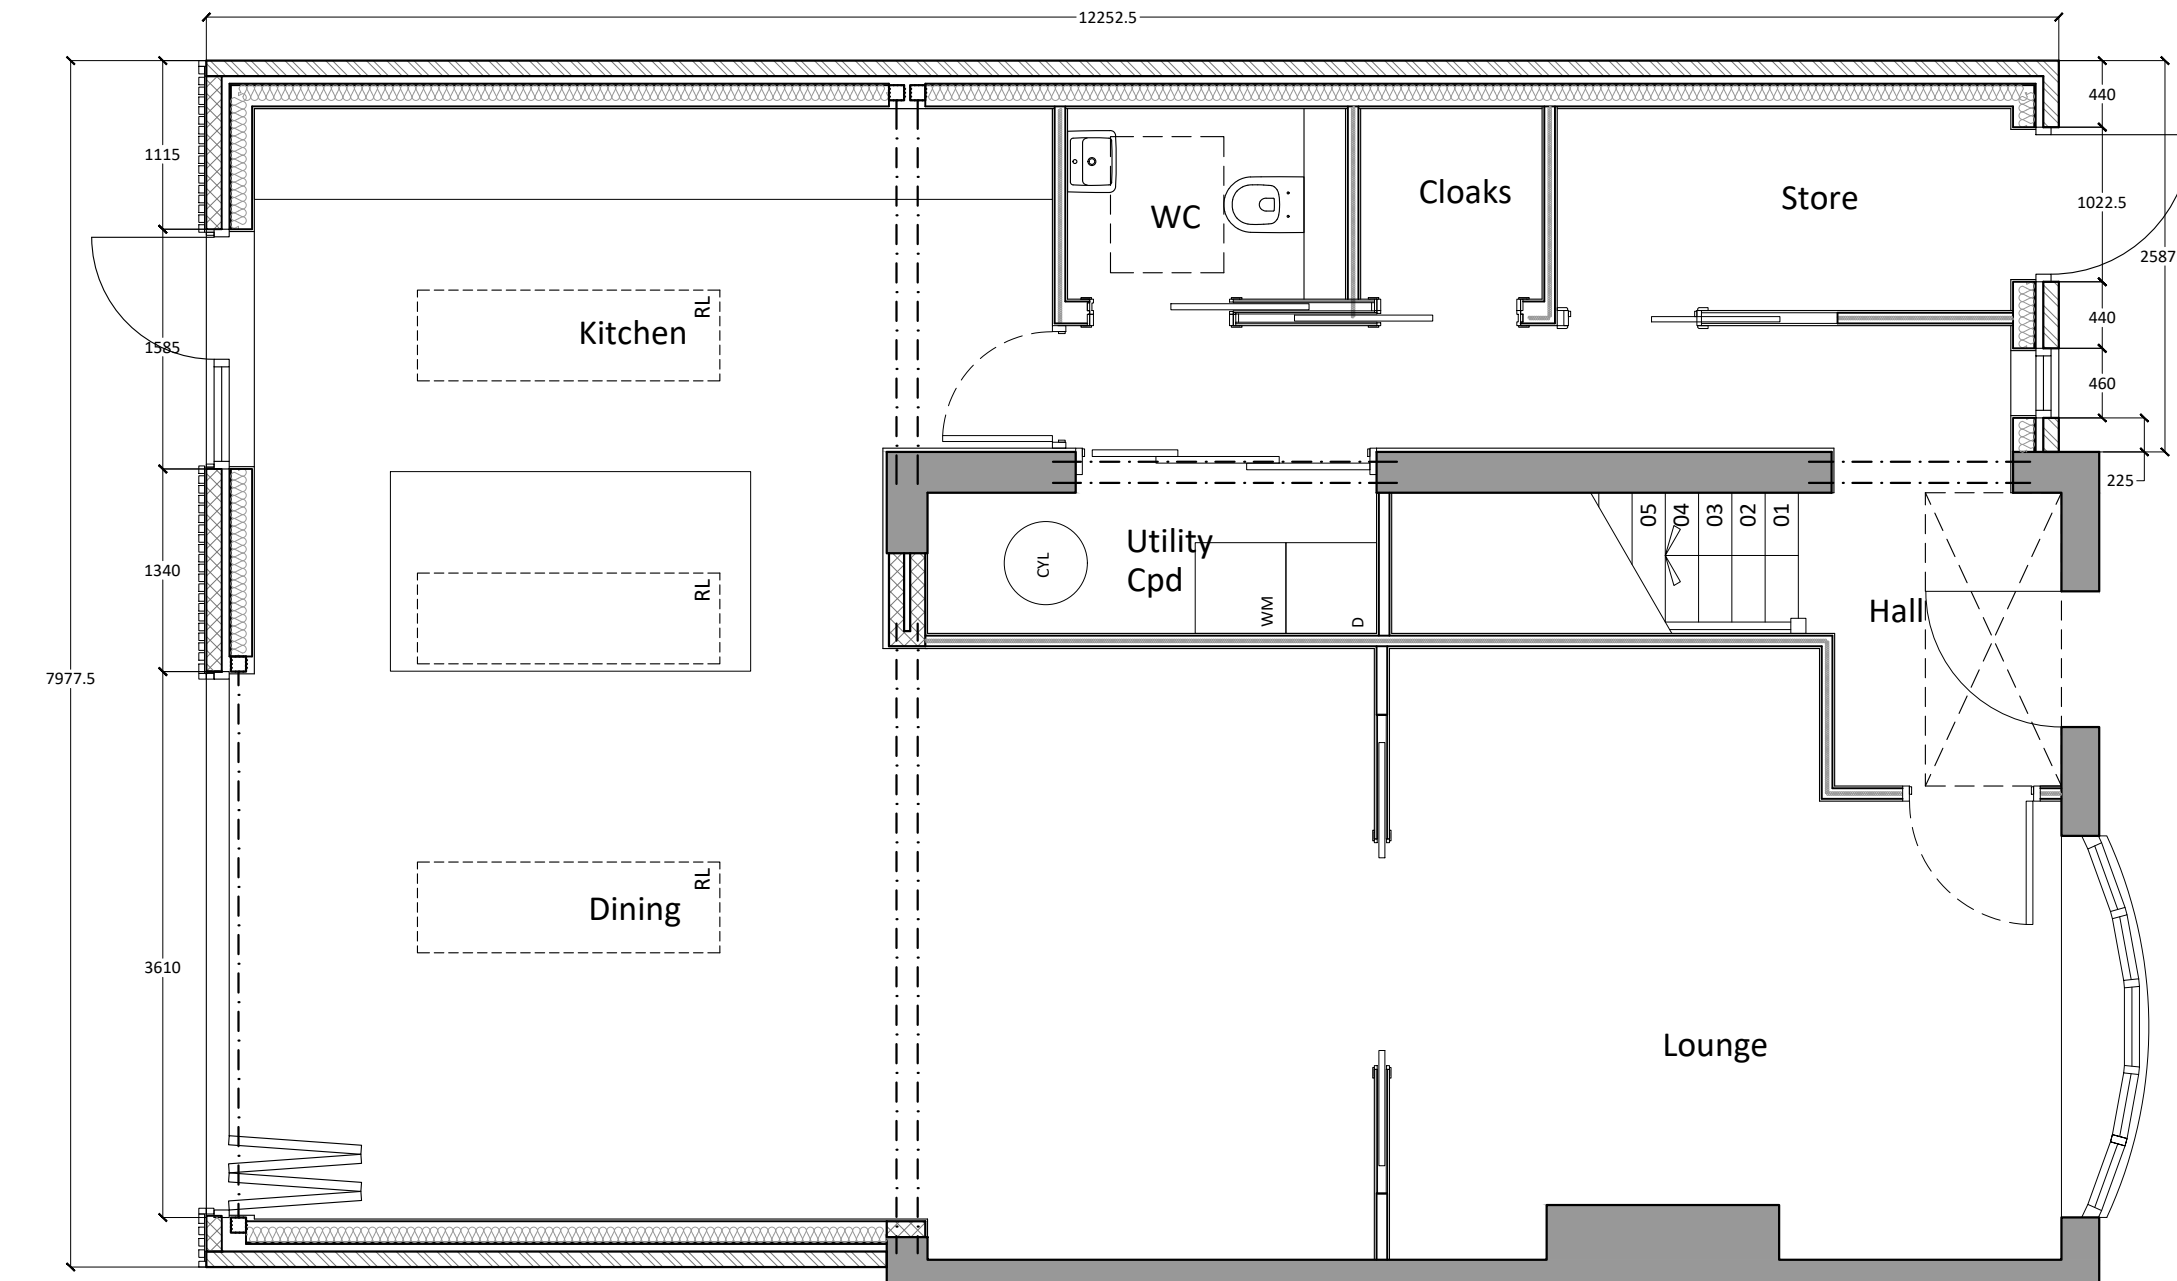 12252.5
440
1115
Cloaks
Store
WC
1022.5
2587
RL
Kitchen
1585
440
460
225
05
04
03
02
01
Utility
Cpd
CYL
1340
RL
WM
D
Hall
7977.5
RL
Dining
3610
Lounge